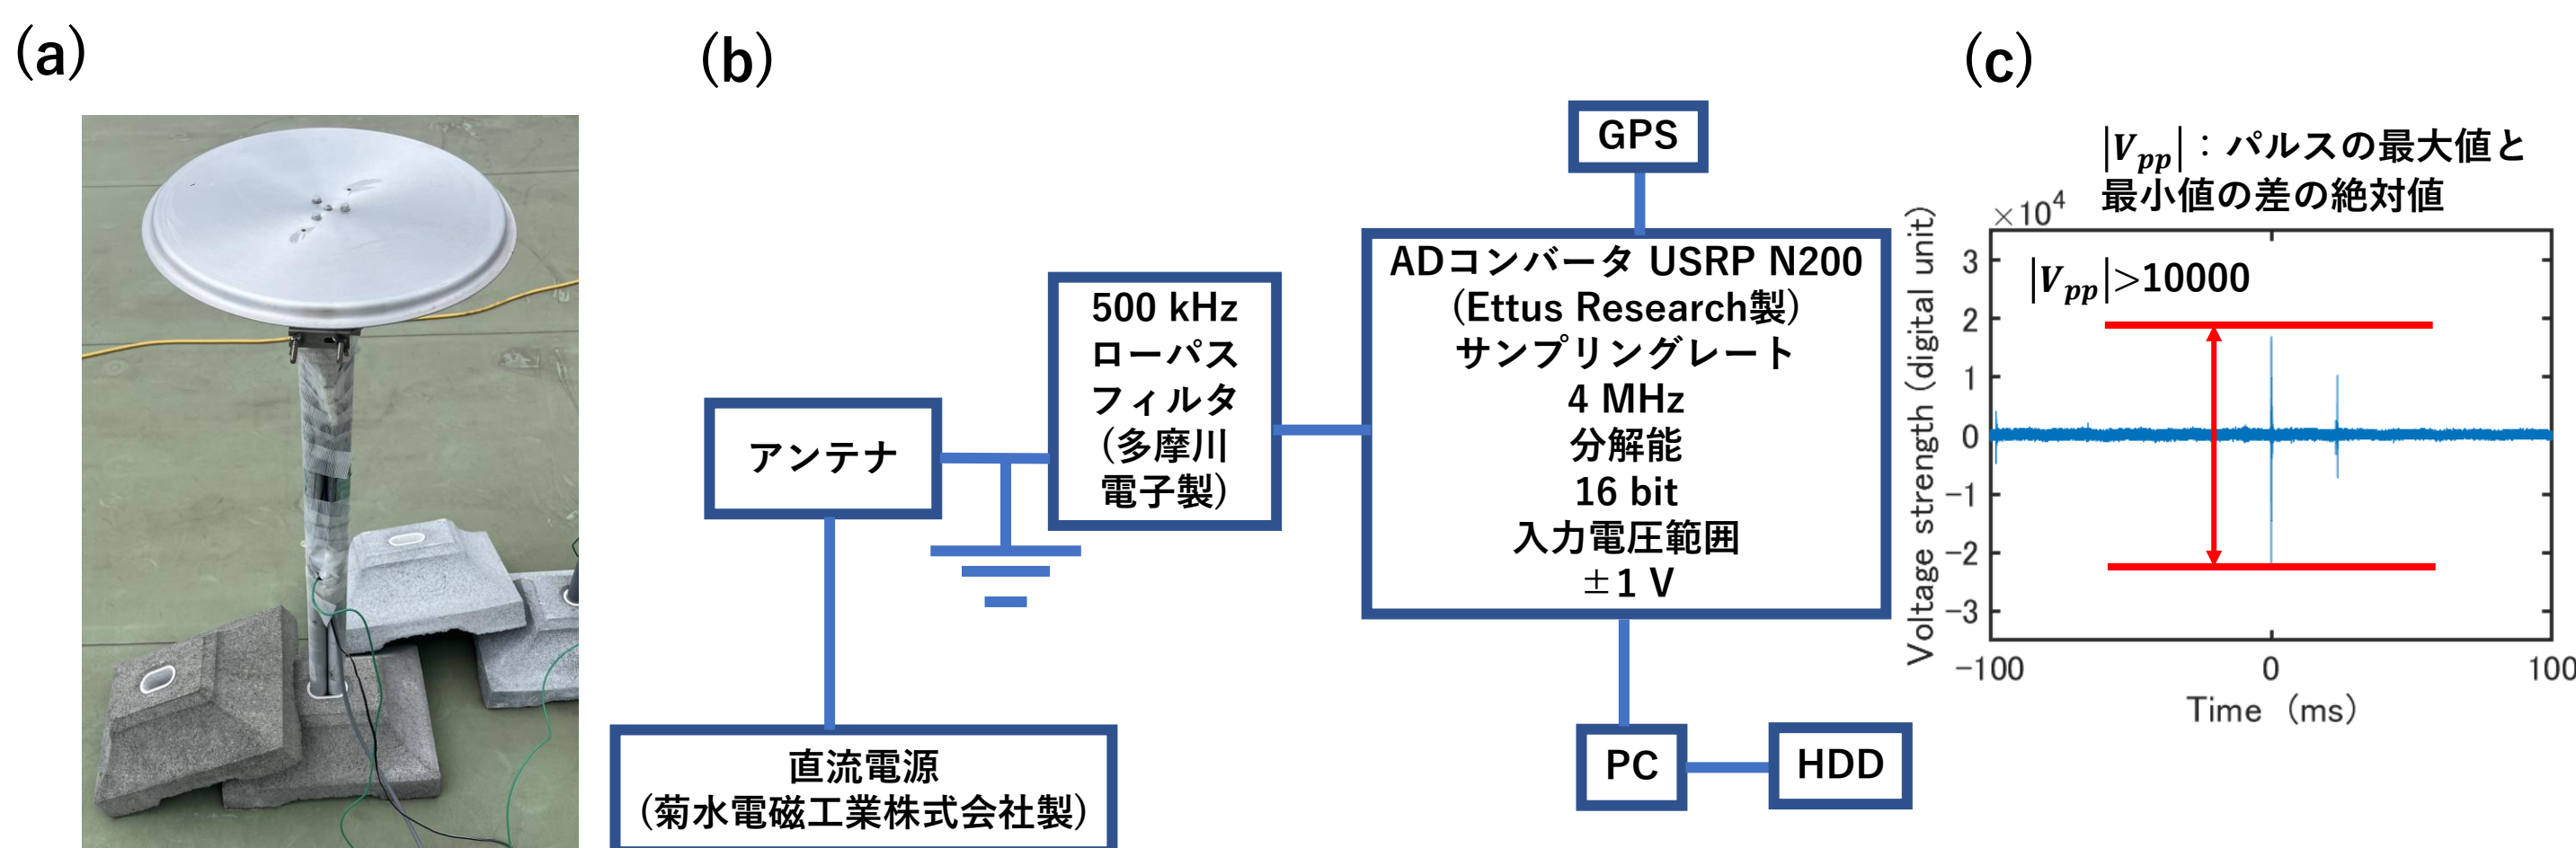 (a)
(b)
GPS
ADコンバータ USRP N200
(Ettus Research製)
サンプリングレート
4 MHz
分解能
16 bit
入力電圧範囲
±1 V
500 kHz
ローパス
フィルタ
(多摩川
電子製)
アンテナ
直流電源
(菊水電磁工業株式会社製)
PC
HDD
(c)
|Vpp|：パルスの最大値と
最小値の差の絶対値
×10⁴
|Vpp|>10000
Voltage strength (digital unit)
3
2
1
0
−1
−2
−3
−100
0
100
Time (ms)